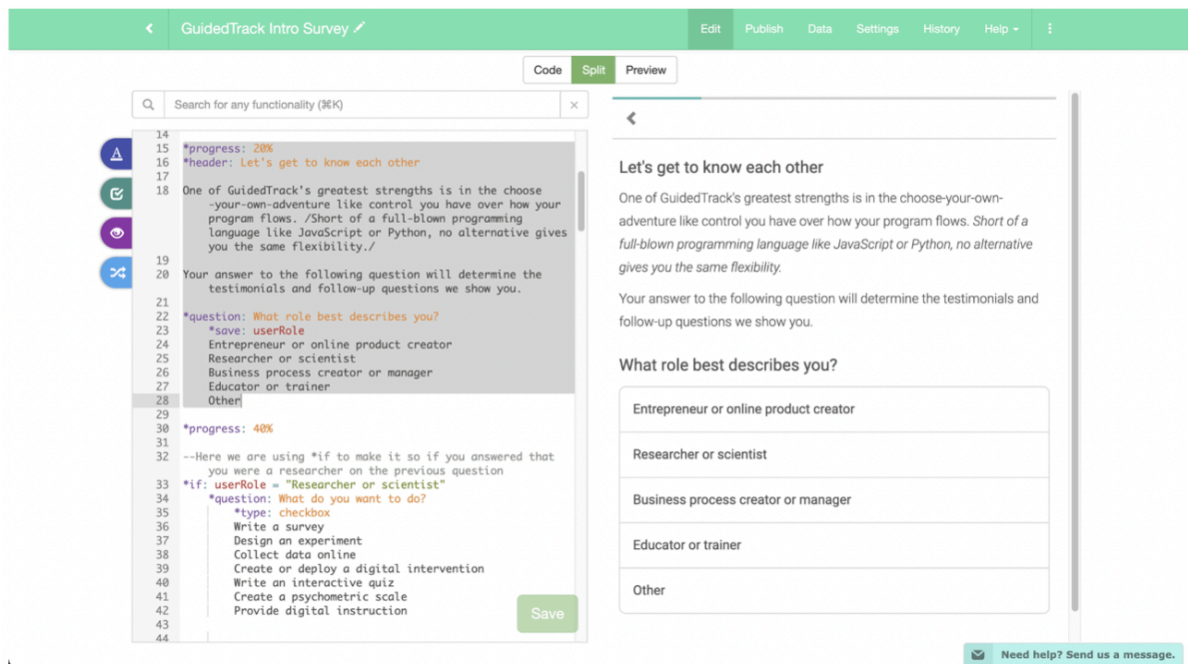 GuidedTrack Intro Survey
Edit
Publish
Data
Settings
History
Help
Code
Split
Preview
Search for any functionality (⌘K)
14
15 *progress: 20%
16 *header: Let's get to know each other
17
18 One of GuidedTrack's greatest strengths is in the choose
-your-own-adventure like control you have over how your
program flows. /Short of a full-blown programming
language like JavaScript or Python, no alternative gives
you the same flexibility./
19
20 Your answer to the following question will determine the
testimonials and follow-up questions we show you.
21
22 *question: What role best describes you?
23 *save: userRole
24 Entrepreneur or online product creator
25 Researcher or scientist
26 Business process creator or manager
27 Educator or trainer
28 Other
29
30 *progress: 40%
31
32 --Here we are using *if to make it so if you answered that
you were a researcher on the previous question
33 *if: userRole = "Researcher or scientist"
34 *question: What do you want to do?
35 *type: checkbox
36 Write a survey
37 Design an experiment
38 Collect data online
39 Create or deploy a digital intervention
40 Write an interactive quiz
41 Create a psychometric scale
42 Provide digital instruction
43
44
Save
Let's get to know each other
One of GuidedTrack's greatest strengths is in the choose-your-own-
adventure like control you have over how your program flows. Short of a
full-blown programming language like JavaScript or Python, no alternative
gives you the same flexibility.
Your answer to the following question will determine the testimonials and
follow-up questions we show you.
What role best describes you?
Entrepreneur or online product creator
Researcher or scientist
Business process creator or manager
Educator or trainer
Other
Need help? Send us a message.